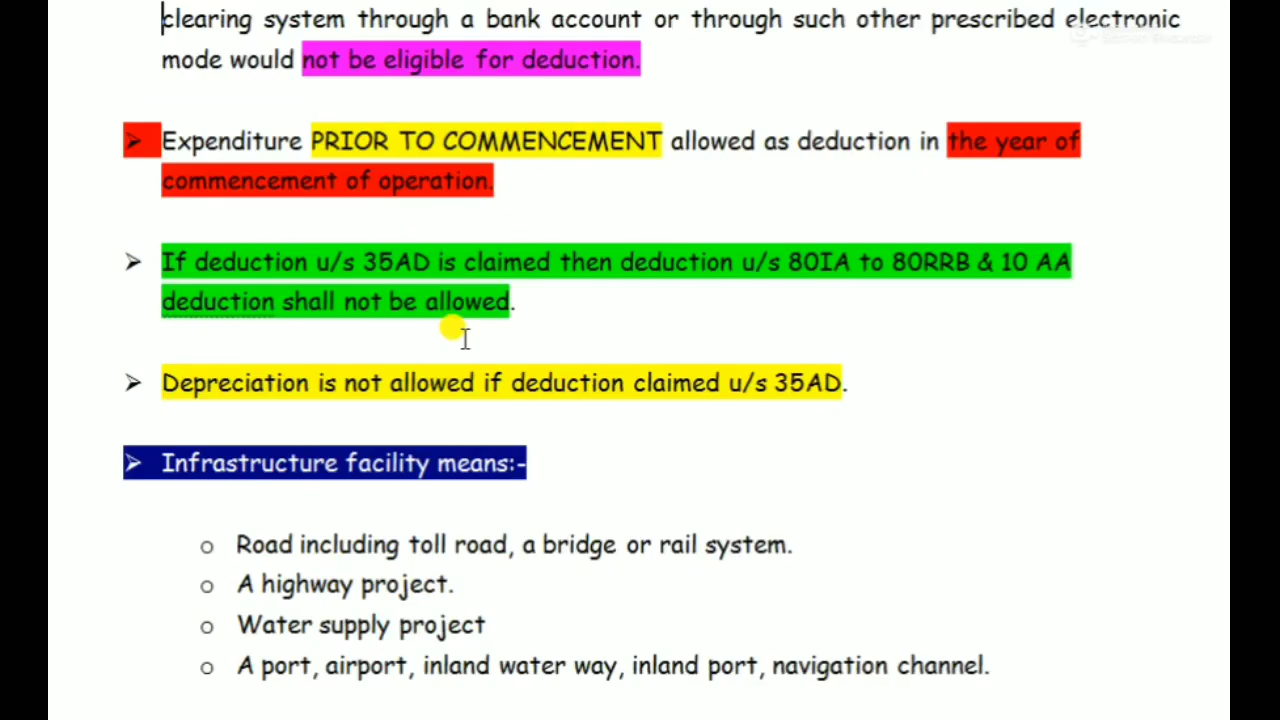 clearing system through a bank account or through such other prescribed electronic
mode would not be eligible for deduction.
➢ Expenditure PRIOR TO COMMENCEMENT allowed as deduction in the year of
commencement of operation.
➢ If deduction u/s 35AD is claimed then deduction u/s 80IA to 80RRB & 10 AA
deduction shall not be allowed.
➢ Depreciation is not allowed if deduction claimed u/s 35AD.
➢ Infrastructure facility means:-
o Road including toll road, a bridge or rail system.
o A highway project.
o Water supply project
o A port, airport, inland water way, inland port, navigation channel.